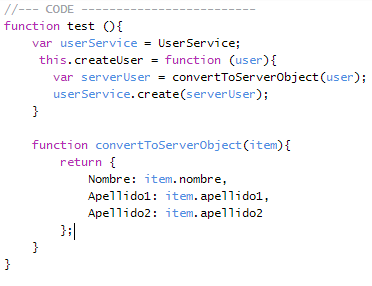 //--- CODE -------------------------
function test (){
    var userService = UserService;
     this.createUser = function (user){
       var serverUser = convertToServerObject(user);
       userService.create(serverUser);
    }

    function convertToServerObject(item){
        return {
            Nombre: item.nombre,
            Apellido1: item.apellido1,
            Apellido2: item.apellido2
        };
    }
}